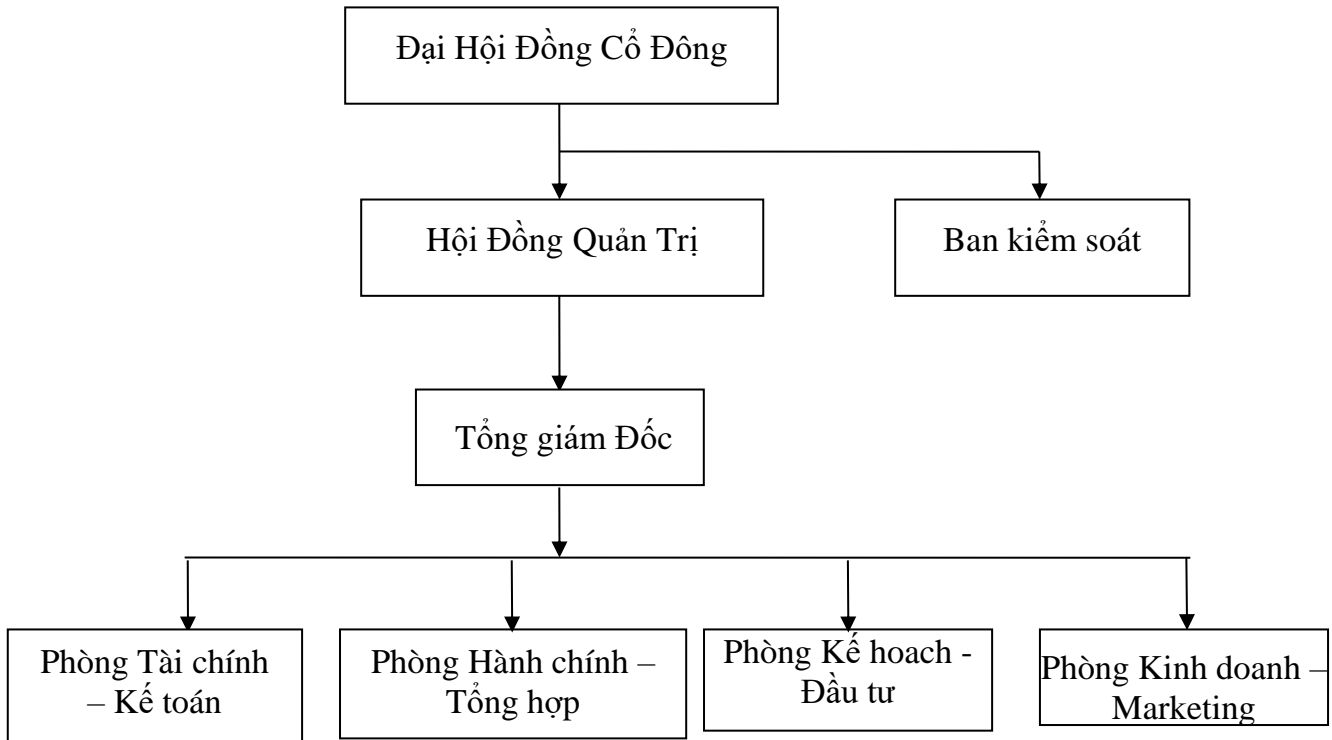 Đại Hội Đồng Cổ Đông
Hội Đồng Quản Trị
Ban kiểm soát
Tổng giám Đốc
Phòng Tài chính
– Kế toán
Phòng Hành chính –
Tổng hợp
Phòng Kế hoach -
Đầu tư
Phòng Kinh doanh –
Marketing